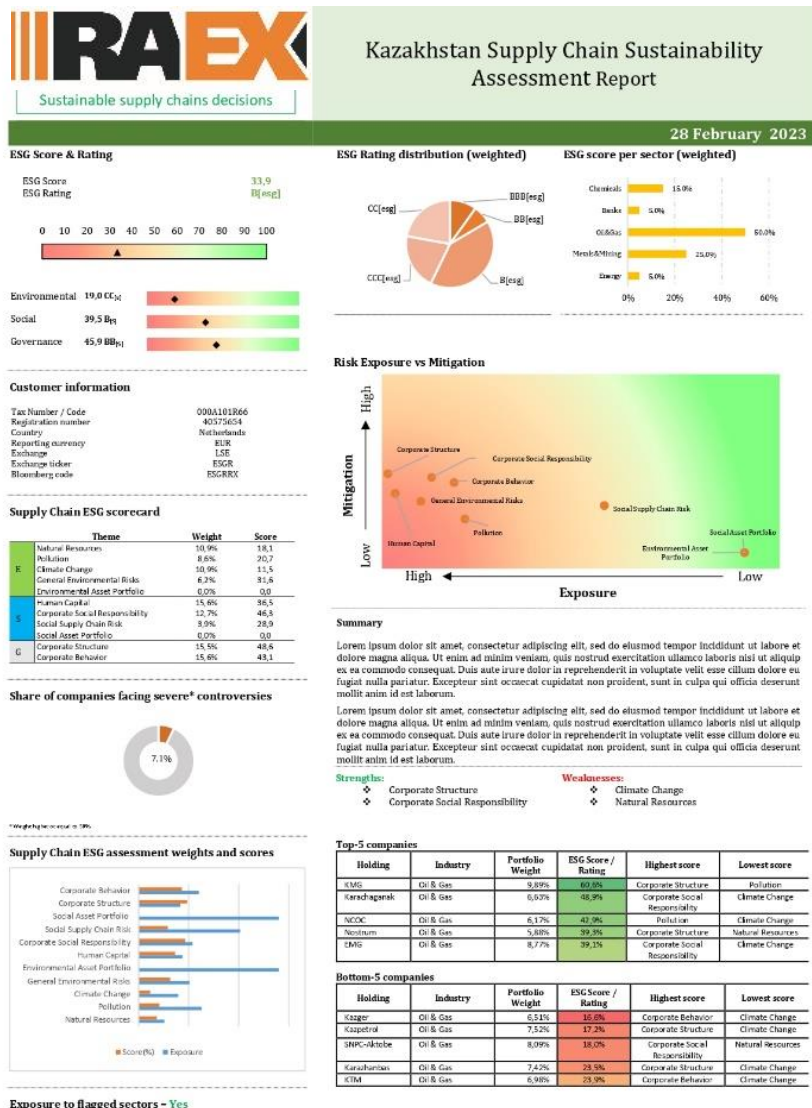 RAEX
Sustainable supply chains decisions
Kazakhstan Supply Chain Sustainability
Assessment Report
28 February 2023
ESG Score & Rating
ESG Score 33,9
ESG Rating B[esg]
0 10 20 30 40 50 60 70 80 90 100
Environmental 19,0 CC[e]
Social 39,5 B[s]
Governance 45,9 BB[g]
Customer information
Tax Number / Code 000A101R66
Registration number 40575654
Country Netherlands
Reporting currency EUR
Exchange LSE
Exchange ticker ESGR
Bloomberg code ESGRRX
Supply Chain ESG scorecard
Theme Weight Score
E
Natural Resources 10,9% 18,1
Pollution 8,6% 20,7
Climate Change 10,9% 11,5
General Environmental Risks 6,2% 31,6
Environmental Asset Portfolio 0,0% 0,0
S
Human Capital 15,6% 36,5
Corporate Social Responsibility 12,7% 46,3
Social Supply Chain Risk 3,9% 28,9
Social Asset Portfolio 0,0% 0,0
G
Corporate Structure 15,5% 48,6
Corporate Behavior 15,6% 43,1
Share of companies facing severe* controversies
7.1%
Supply Chain ESG assessment weights and scores
Corporate Behavior
Corporate Structure
Social Asset Portfolio
Social Supply Chain Risk
Corporate Social Responsibility
Human Capital
Environmental Asset Portfolio
General Environmental Risks
Climate Change
Pollution
Natural Resources
Score(%) Exposure
Exposure to flagged sectors – Yes
ESG Rating distribution (weighted)
BBB[esg]
BB[esg]
B[esg]
CCC[esg]
CC[esg]
ESG score per sector (weighted)
Chemicals 15.0%
Banks 5.0%
Oil&Gas 50.0%
Metals&Mining 25.0%
Energy 5.0%
0% 20% 40% 60%
Risk Exposure vs Mitigation
Mitigation
High
Low
Corporate Structure
Corporate Social Responsibility
Corporate Behavior
General Environmental Risks
Human Capital
Pollution
Social Supply Chain Risk
Social Asset Portfolio
Environmental Asset
Portfolio
High Low
Exposure
Summary
Lorem ipsum dolor sit amet, consectetur adipiscing elit, sed do eiusmod tempor incididunt ut labore et
dolore magna aliqua. Ut enim ad minim veniam, quis nostrud exercitation ullamco laboris nisi ut aliquip
ex ea commodo consequat. Duis aute irure dolor in reprehenderit in voluptate velit esse cillum dolore eu
fugiat nulla pariatur. Excepteur sint occaecat cupidatat non proident, sunt in culpa qui officia deserunt
mollit anim id est laborum.
Lorem ipsum dolor sit amet, consectetur adipiscing elit, sed do eiusmod tempor incididunt ut labore et
dolore magna aliqua. Ut enim ad minim veniam, quis nostrud exercitation ullamco laboris nisi ut aliquip
ex ea commodo consequat. Duis aute irure dolor in reprehenderit in voluptate velit esse cillum dolore eu
fugiat nulla pariatur. Excepteur sint occaecat cupidatat non proident, sunt in culpa qui officia deserunt
mollit anim id est laborum.
Strengths: Weaknesses:
❖ Corporate Structure ❖ Climate Change
❖ Corporate Social Responsibility ❖ Natural Resources
Top-5 companies
Holding Industry Portfolio Weight ESG Score / Rating Highest score Lowest score
KMG Oil & Gas 9,89% 60,6% Corporate Structure Pollution
Karachaganak Oil & Gas 6,63% 48,9% Corporate Social Responsibility Climate Change
NCOC Oil & Gas 6,17% 42,9% Pollution Climate Change
Nostrum Oil & Gas 5,88% 39,3% Corporate Structure Natural Resources
EMG Oil & Gas 8,77% 39,1% Corporate Social Responsibility Climate Change
Bottom-5 companies
Holding Industry Portfolio Weight ESG Score / Rating Highest score Lowest score
Kazger Oil & Gas 6,51% 16,6% Corporate Behavior Climate Change
Kazpetrol Oil & Gas 7,52% 17,2% Corporate Structure Climate Change
SNPC-Aktobe Oil & Gas 8,09% 18,0% Corporate Social Responsibility Natural Resources
Karazhanbas Oil & Gas 7,42% 23,5% Corporate Structure Climate Change
KTM Oil & Gas 6,98% 23,9% Corporate Behavior Climate Change